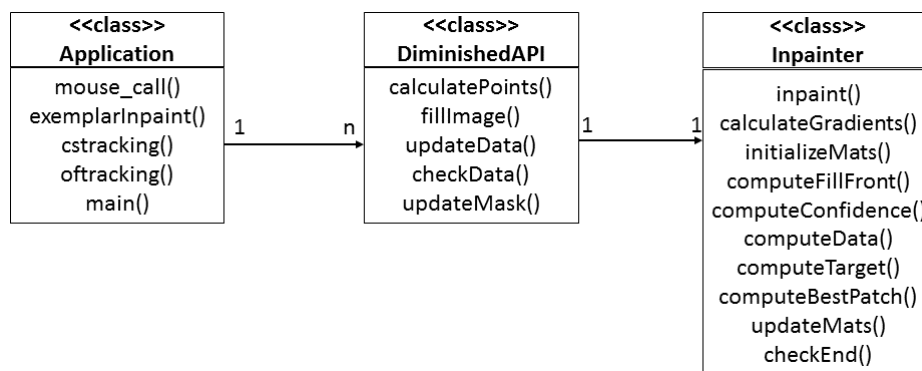 <<class>>
Application
mouse_call()
exemplarInpaint()
cstracking()
oftracking()
main()
1
n
<<class>>
DiminishedAPI
calculatePoints()
fillImage()
updateData()
checkData()
updateMask()
1
1
<<class>>
Inpainter
inpaint()
calculateGradients()
initializeMats()
computeFillFront()
computeConfidence()
computeData()
computeTarget()
computeBestPatch()
updateMats()
checkEnd()